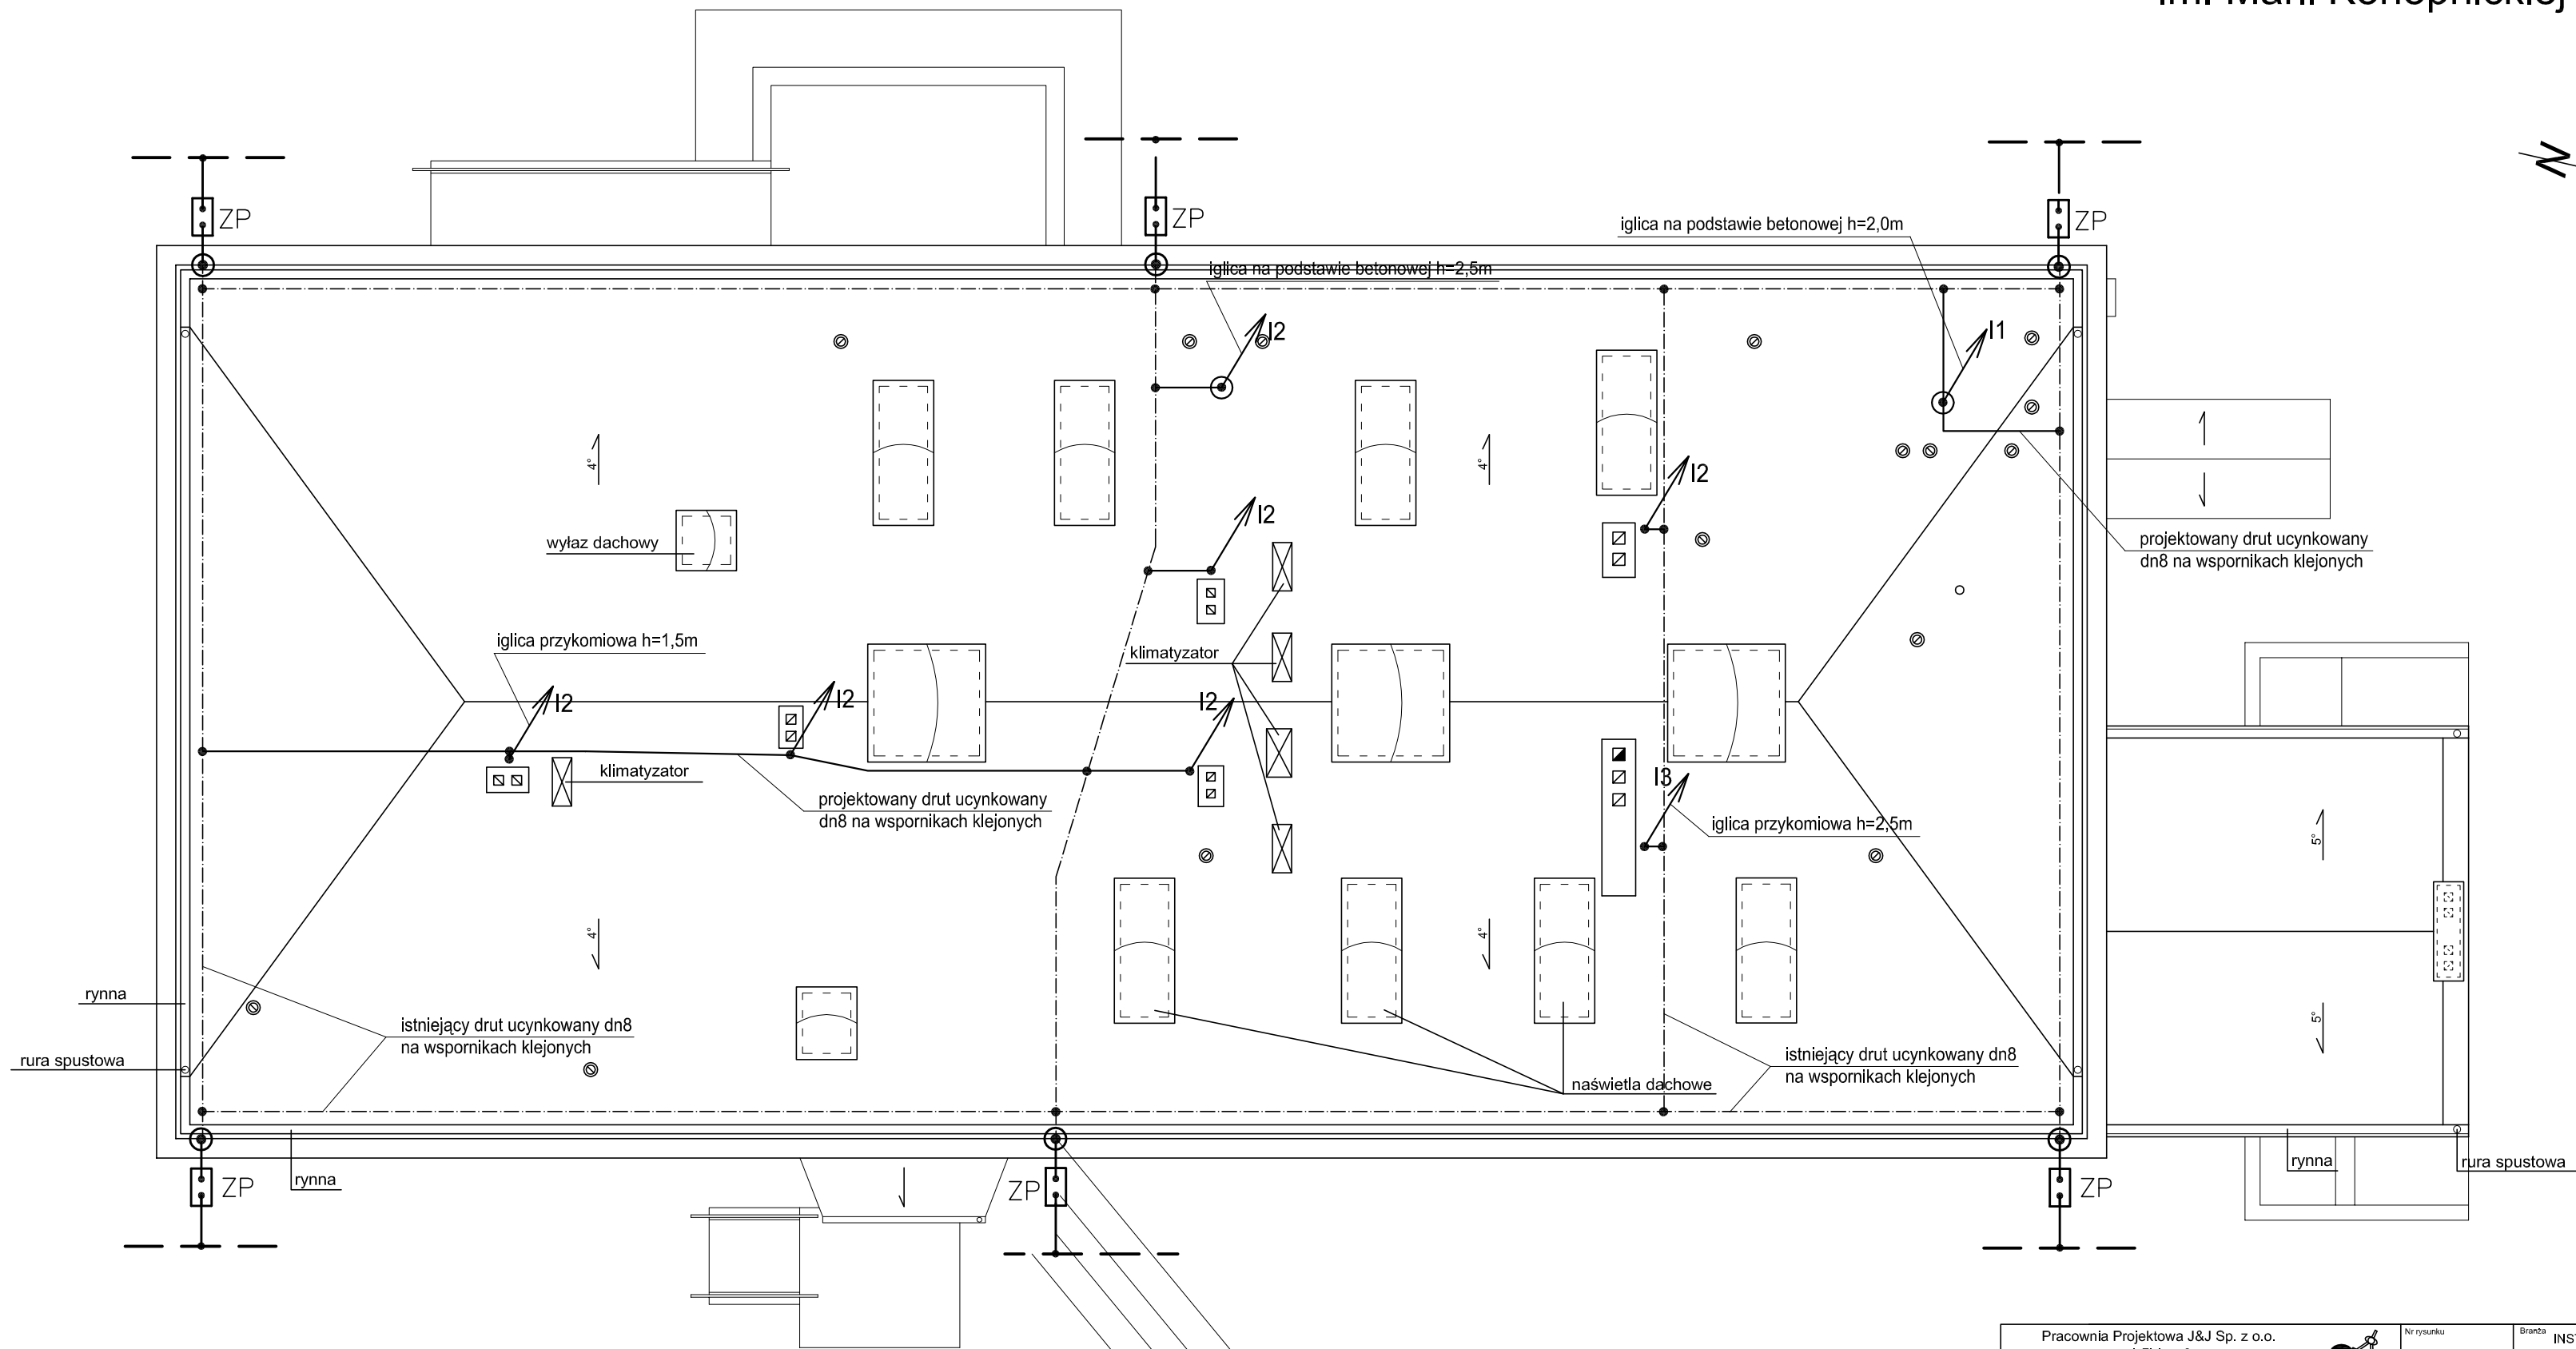 ZP
ZP
ZP
iglica na podstawie betonowej h=2,0m
iglica na podstawie betonowej h=2,5m
N
I2
I1
4°
4°
I2
I2
wyłaz dachowy
projektowany drut ucynkowany
dn8 na wspornikach klejonych
iglica przykomiowa h=1,5m
klimatyzator
I2
I2
I2
klimatyzator
I3
projektowany drut ucynkowany
dn8 na wspornikach klejonych
iglica przykomiowa h=2,5m
5°
4°
4°
rynna
istniejący drut ucynkowany dn8
na wspornikach klejonych
5°
rura spustowa
istniejący drut ucynkowany dn8
na wspornikach klejonych
naświetla dachowe
rynna
rura spustowa
rynna
ZP
ZP
ZP
Pracownia Projektowa J&J Sp. z o.o.
Nr rysunku
Branża